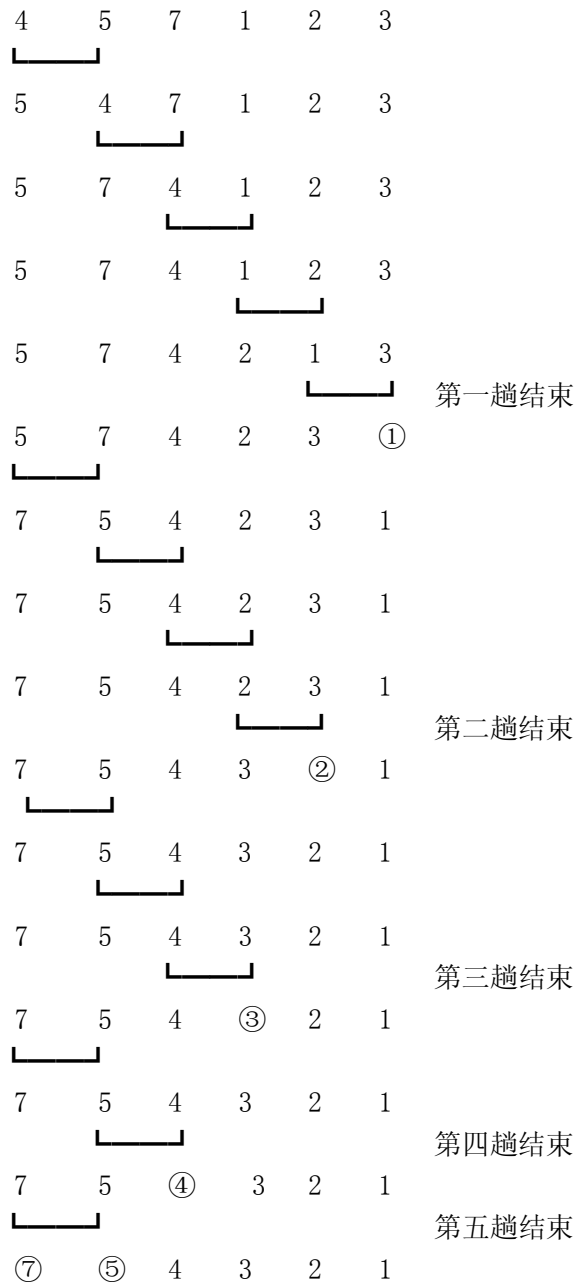 4 5 7 1 2 3
5 4 7 1 2 3
5 7 4 1 2 3
5 7 4 1 2 3
5 7 4 2 1 3
第一趟结束
5 7 4 2 3 ①
7 5 4 2 3 1
7 5 4 2 3 1
7 5 4 2 3 1
第二趟结束
7 5 4 3 ② 1
7 5 4 3 2 1
7 5 4 3 2 1
第三趟结束
7 5 4 ③ 2 1
7 5 4 3 2 1
第四趟结束
7 5 ④ 3 2 1
第五趟结束
⑦ ⑤ 4 3 2 1